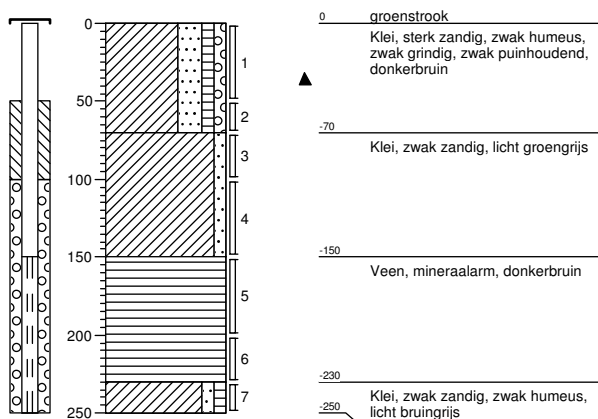 0
50
100
150
200
250
1
2
3
4
5
6
7
0 groenstrook
Klei, sterk zandig, zwak humeus,
zwak grindig, zwak puinhoudend,
donkerbruin
-70
Klei, zwak zandig, licht groengrijs
-150
Veen, mineraalarm, donkerbruin
-230
Klei, zwak zandig, zwak humeus,
-250 licht bruingrijs